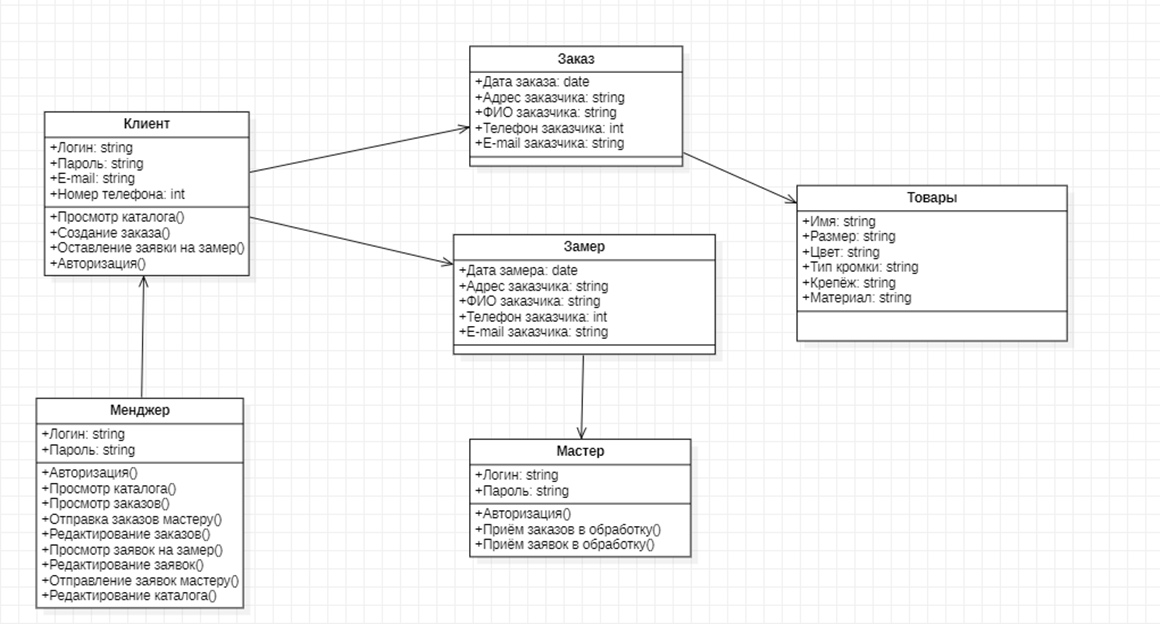 Заказ
+Дата заказа: date
+Адрес заказчика: string
+ФИО заказчика: string
+Телефон заказчика: int
+E-mail заказчика: string
Клиент
+Логин: string
+Пароль: string
+E-mail: string
+Номер телефона: int
+Просмотр каталога()
+Создание заказа()
+Оставление заявки на замер()
+Авторизация()
Товары
+Имя: string
+Размер: string
+Цвет: string
+Тип кромки: string
+Крепёж: string
+Материал: string
Замер
+Дата замера: date
+Адрес заказчика: string
+ФИО заказчика: string
+Телефон заказчика: int
+E-mail заказчика: string
Менджер
+Логин: string
+Пароль: string
+Авторизация()
+Просмотр каталога()
+Просмотр заказов()
+Отправка заказов мастеру()
+Редактирование заказов()
+Просмотр заявок на замер()
+Редактирование заявок()
+Отправление заявок мастеру()
+Редактирование каталога()
Мастер
+Логин: string
+Пароль: string
+Авторизация()
+Приём заказов в обработку()
+Приём заявок в обработку()